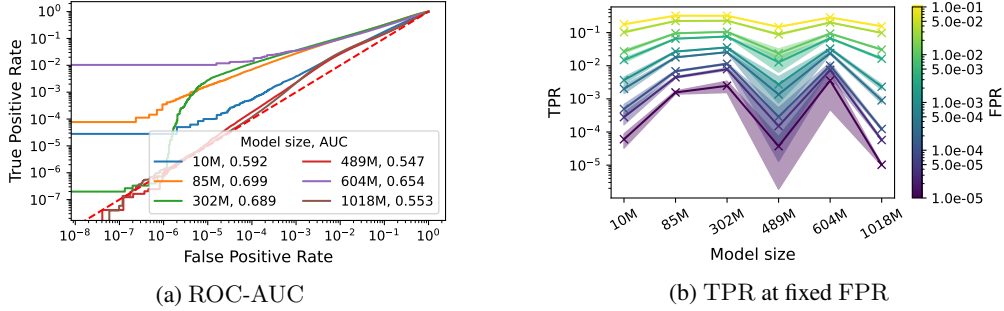 True Positive Rate
10^0
10^-1
10^-2
10^-3
10^-4
10^-5
10^-6
10^-7
Model size, AUC
10M, 0.592
85M, 0.699
302M, 0.689
489M, 0.547
604M, 0.654
1018M, 0.553
10^-8 10^-7 10^-6 10^-5 10^-4 10^-3 10^-2 10^-1 10^0
False Positive Rate
(a) ROC-AUC
TPR
10^-1
10^-2
10^-3
10^-4
10^-5
10M 85M 302M 489M 604M 1018M
Model size
1.0e-01
5.0e-02
1.0e-02
5.0e-03
1.0e-03
5.0e-04
1.0e-04
5.0e-05
1.0e-05
FPR
(b) TPR at fixed FPR